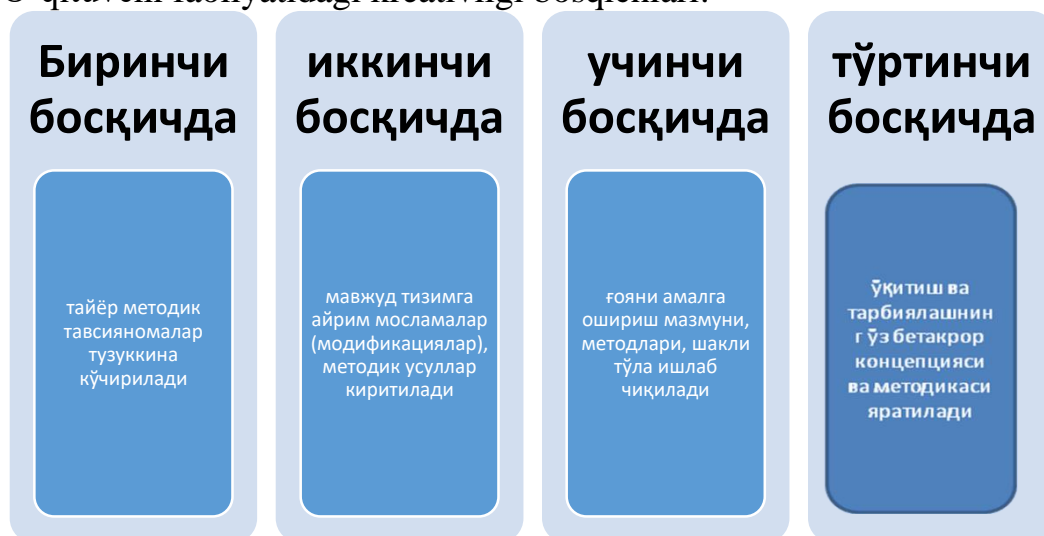 Биринчи
босқичда
тайёр методик
тавсияномалар
тузуккина
кўчирилади
иккинчи
босқичда
мавжуд тизимга
айрим мосламалар
(модификациялар),
методик усуллар
киритилади
учинчи
босқичда
ғояни амалга
ошириш мазмуни,
методлари, шакли
тўла ишлаб
чиқилади
тўртинчи
босқичда
ўқитиш ва
тарбиялашнин
г ўз бетакрор
концепцияси
ва методикаси
яратилади